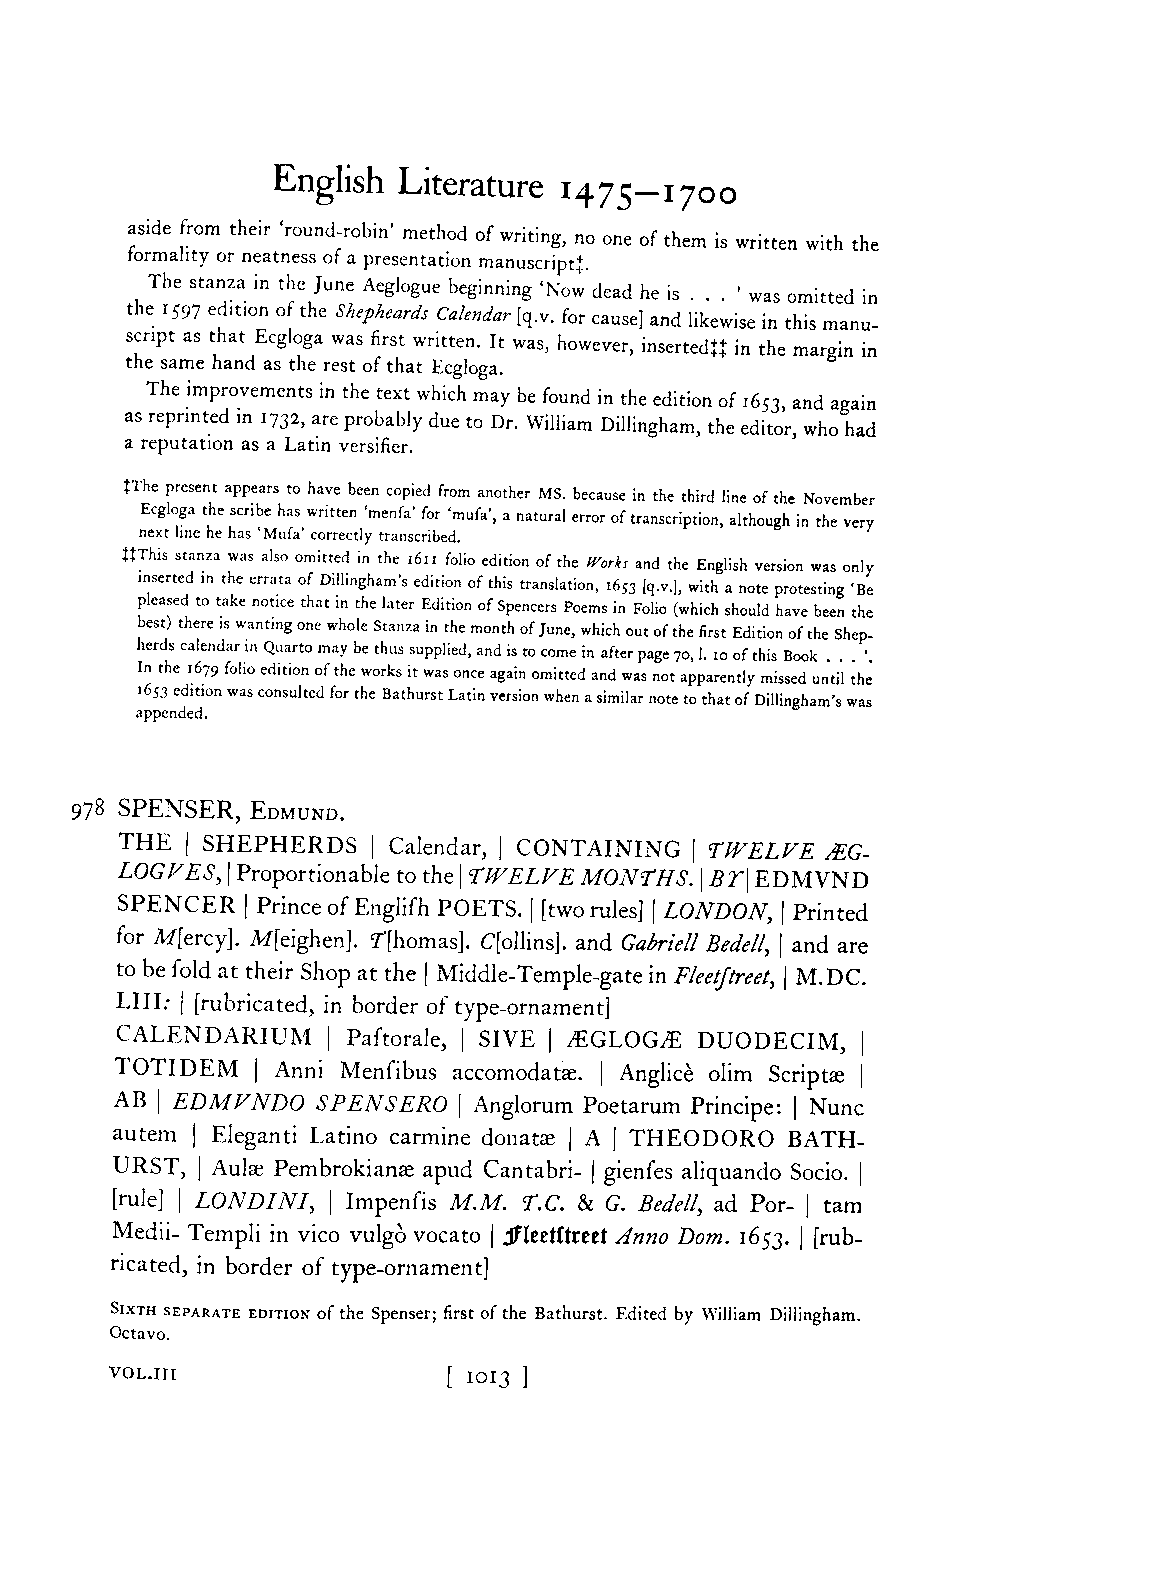 English Literature 1475—1700
aside from their ‘round-robin’ method of writing, no one of them is written with the
formality or neatness of a presentation manuscript‡.
The stanza in the June Aeglogue beginning ‘Now dead he is . . . ’ was omitted in
the 1597 edition of the Shepheards Calendar [q.v. for cause] and likewise in this manu-
script as that Ecgloga was first written. It was, however, inserted‡‡ in the margin in
the same hand as the rest of that Ecgloga.
The improvements in the text which may be found in the edition of 1653, and again
as reprinted in 1732, are probably due to Dr. William Dillingham, the editor, who had
a reputation as a Latin versifier.
‡The present appears to have been copied from another MS. because in the third line of the November
Ecgloga the scribe has written ‘menſa’ for ‘muſa’, a natural error of transcription, although in the very
next line he has ‘Muſa’ correctly transcribed.
‡‡This stanza was also omitted in the 1611 folio edition of the Works and the English version was only
inserted in the errata of Dillingham's edition of this translation, 1653 [q.v.], with a note protesting ‘Be
pleased to take notice that in the later Edition of Spencers Poems in Folio (which should have been the
best) there is wanting one whole Stanza in the month of June, which out of the first Edition of the Shep-
herds calendar in Quarto may be thus supplied, and is to come in after page 70, l. 10 of this Book . . . ’.
In the 1679 folio edition of the works it was once again omitted and was not apparently missed until the
1653 edition was consulted for the Bathurst Latin version when a similar note to that of Dillingham's was
appended.
978 SPENSER, EDMUND.
THE | SHEPHERDS | Calendar, | CONTAINING | TWELVE ÆG-
LOGVES, | Proportionable to the | TWELVE MONTHS. | BY | EDMVND
SPENCER | Prince of Engliſh POETS. | [two rules] | LONDON, | Printed
for M[ercy]. M[eighen]. T[homas]. C[ollins]. and Gabriell Bedell, | and are
to be ſold at their Shop at the | Middle-Temple-gate in Fleetſtreet, | M.DC.
LIII: | [rubricated, in border of type-ornament]
CALENDARIUM | Paſtorale, | SIVE | ÆGLOGÆ DUODECIM, |
TOTIDEM | Anni Menſibus accomodatæ. | Anglicè olim Scriptæ |
AB | EDMVNDO SPENSERO | Anglorum Poetarum Principe: | Nunc
autem | Eleganti Latino carmine donatæ | A | THEODORO BATH-
URST, | Aulæ Pembrokianæ apud Cantabri- | gienſes aliquando Socio. |
[rule] | LONDINI, | Impenſis M.M. T.C. & G. Bedell, ad Por- | tam
Medii- Templi in vico vulgò vocato | Fleetſtreet Anno Dom. 1653. | [rub-
ricated, in border of type-ornament]
SIXTH SEPARATE EDITION of the Spenser; first of the Bathurst. Edited by William Dillingham.
Octavo.
VOL.III [ 1013 ]